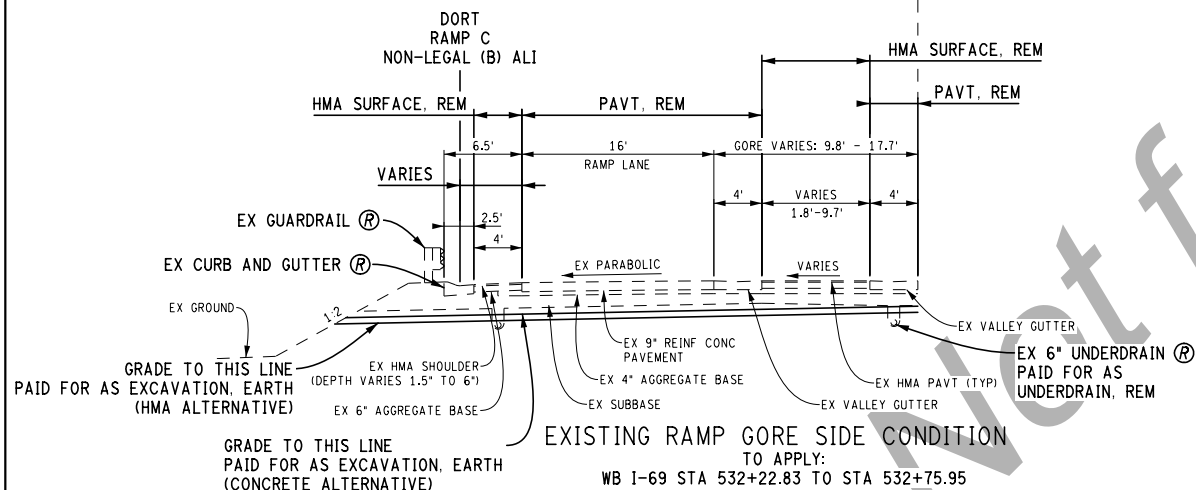 DORT
RAMP C
NON-LEGAL (B) ALI
HMA SURFACE, REM
PAVT, REM
HMA SURFACE, REM
PAVT, REM
6.5'
16'
RAMP LANE
GORE VARIES: 9.8' - 17.7'
VARIES
4'
VARIES
1.8'-9.7'
4'
2.5'
4'
EX GUARDRAIL Ⓡ
EX CURB AND GUTTER Ⓡ
EX PARABOLIC
VARIES
EX GROUND
1:2
GRADE TO THIS LINE
PAID FOR AS EXCAVATION, EARTH
(HMA ALTERNATIVE)
EX HMA SHOULDER
(DEPTH VARIES 1.5" TO 6")
EX 6" AGGREGATE BASE
EX 9" REINF CONC
PAVEMENT
EX 4" AGGREGATE BASE
EX SUBBASE
EX VALLEY GUTTER
EX HMA PAVT (TYP)
EX VALLEY GUTTER
EX 6" UNDERDRAIN Ⓡ
PAID FOR AS
UNDERDRAIN, REM
GRADE TO THIS LINE
PAID FOR AS EXCAVATION, EARTH
(CONCRETE ALTERNATIVE)
EXISTING RAMP GORE SIDE CONDITION
TO APPLY:
WB I-69 STA 532+22.83 TO STA 532+75.95
Not f